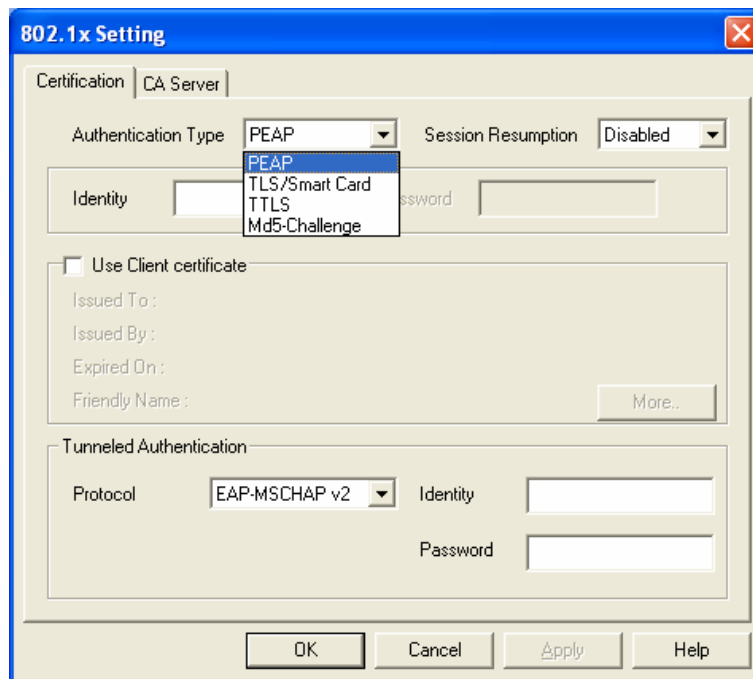 802.1x Setting
Certification
CA Server
Authentication Type
PEAP
Session Resumption
Disabled
PEAP
TLS/Smart Card
TTLS
Md5-Challenge
Identity
ssword
Use Client certificate
Issued To :
Issued By :
Expired On :
Friendly Name :
More..
Tunneled Authentication
Protocol
EAP-MSCHAP v2
Identity
Password
OK
Cancel
Apply
Help